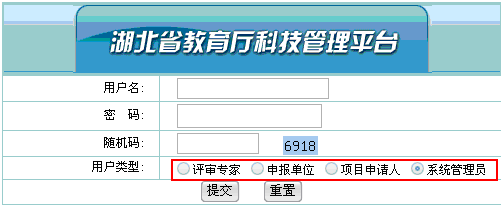 湖北省教育厅科技管理平台
用户名:
密 码:
随机码: 6918
用户类型: 评审专家 申报单位 项目申请人 系统管理员
提交 重置